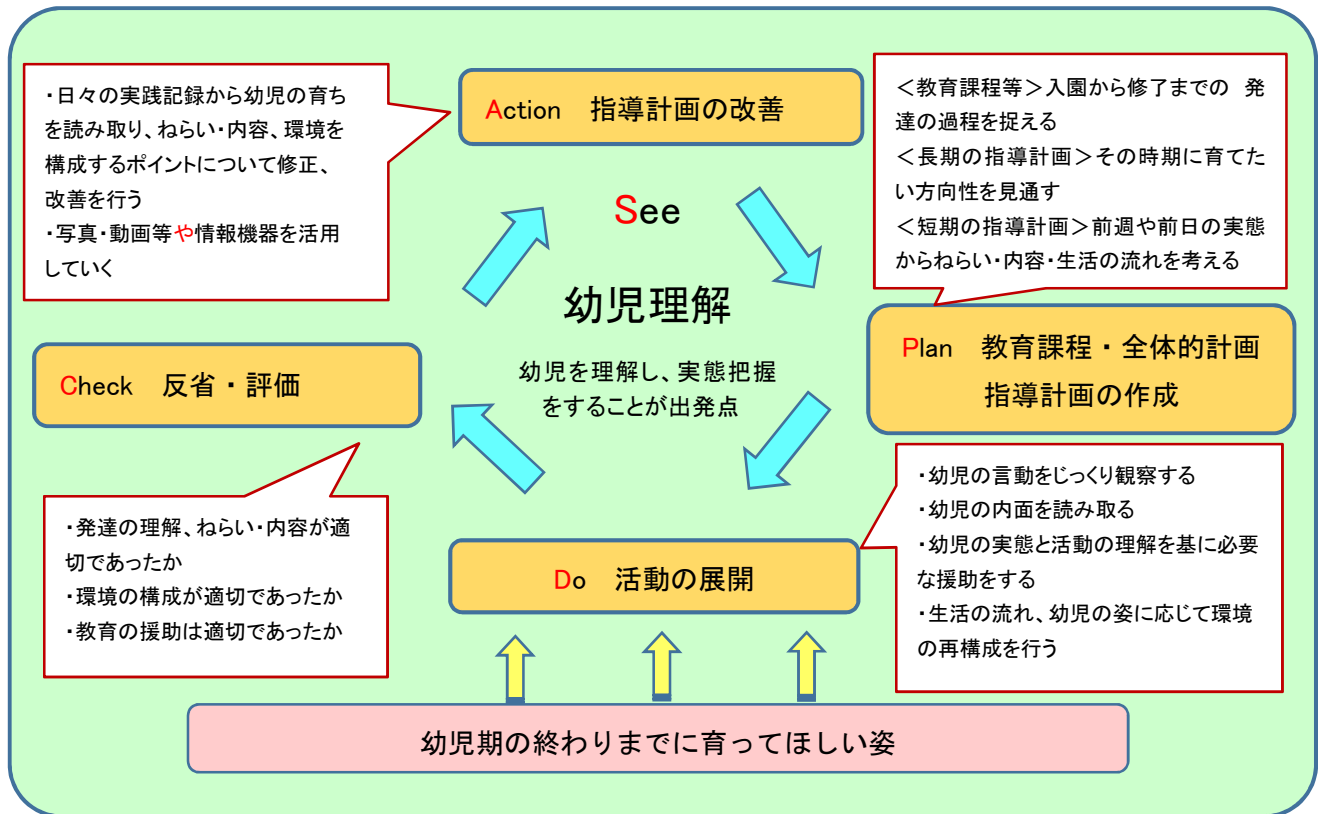 ・日々の実践記録から幼児の育ち
を読み取り、ねらい・内容、環境を
構成するポイントについて修正、
改善を行う
・写真・動画等や情報機器を活用
していく
Action 指導計画の改善
＜教育課程等＞入園から修了までの 発
達の過程を捉える
＜長期の指導計画＞その時期に育てた
い方向性を見通す
＜短期の指導計画＞前週や前日の実態
からねらい・内容・生活の流れを考える
See
幼児理解
幼児を理解し、実態把握
をすることが出発点
Plan 教育課程・全体的計画
指導計画の作成
Check 反省・評価
・発達の理解、ねらい・内容が適
切であったか
・環境の構成が適切であったか
・教育の援助は適切であったか
Do 活動の展開
・幼児の言動をじっくり観察する
・幼児の内面を読み取る
・幼児の実態と活動の理解を基に必要
な援助をする
・生活の流れ、幼児の姿に応じて環境
の再構成を行う
幼児期の終わりまでに育ってほしい姿